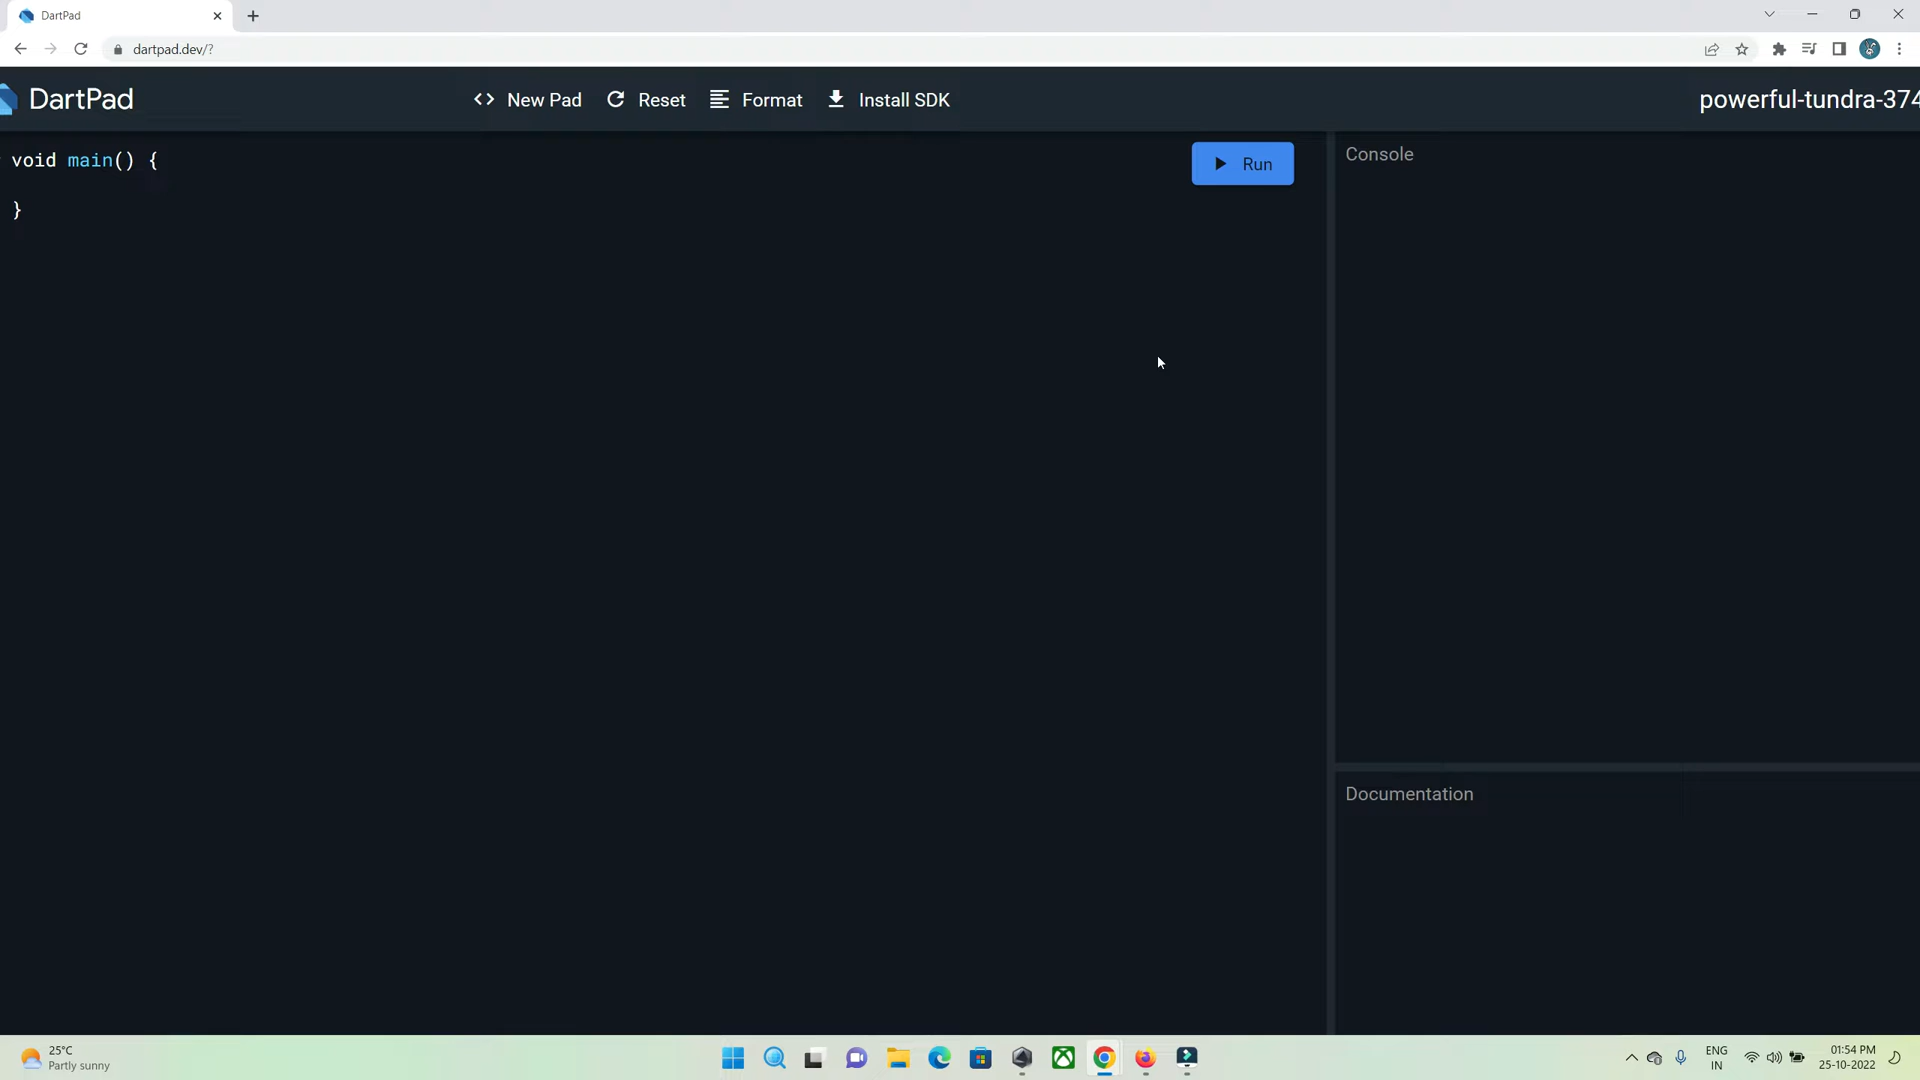 DartPad
dartpad.dev/?
DartPad
<> New Pad Reset Format Install SDK
powerful-tundra-374
void main() {
}
Run
Console
Documentation
25°C
Partly sunny
ENG
IN
01:54 PM
25-10-2022